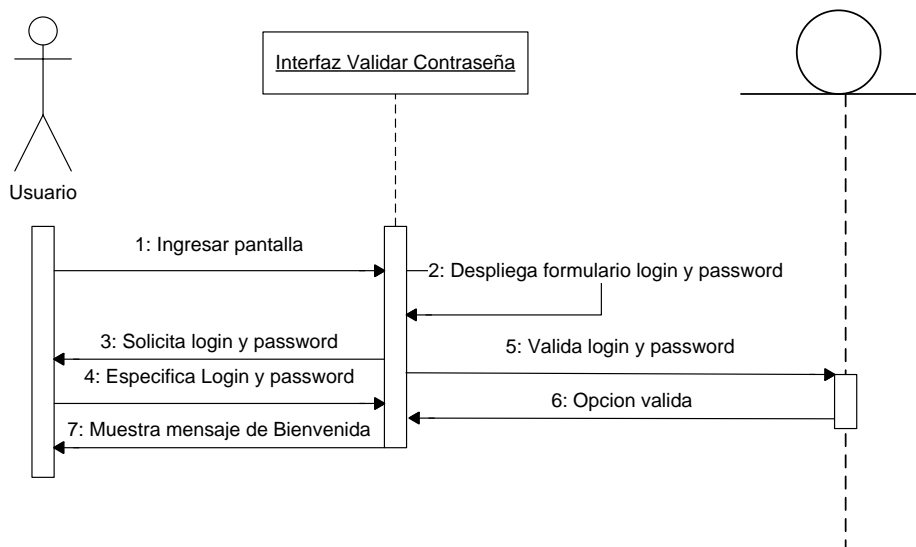 Interfaz Validar Contraseña
Usuario
1: Ingresar pantalla
2: Despliega formulario login y password
3: Solicita login y password
5: Valida login y password
4: Especifica Login y password
6: Opcion valida
7: Muestra mensaje de Bienvenida